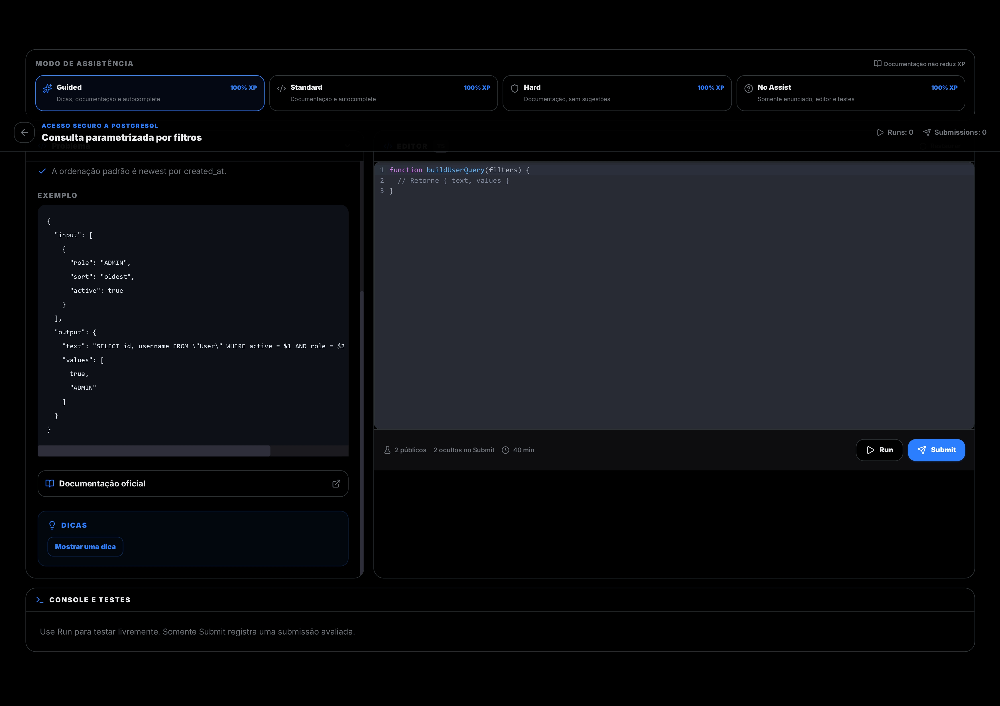 MODO DE ASSISTÊNCIA
Documentação não reduz XP
Guided
100% XP
Dicas, documentação e autocomplete
Standard
100% XP
Documentação e autocomplete
Hard
100% XP
Documentação, sem sugestões
No Assist
100% XP
Somente enunciado, editor e testes
ACESSO SEGURO A POSTGRESQL
Consulta parametrizada por filtros
Runs: 0
Submissions: 0
Problema
EDITOR
A ordenação padrão é newest por created_at.
EXEMPLO
{
"input": [
{
"role": "ADMIN",
"sort": "oldest",
"active": true
}
],
"output": {
"text": "SELECT id, username FROM \"User\" WHERE active = $1 AND role = $2
"values": [
true,
"ADMIN"
]
}
}
Documentação oficial
DICAS
Mostrar uma dica
1 function buildUserQuery(filters) {
2 // Retorne { text, values }
3 }
2 públicos
2 ocultos no Submit
40 min
Run
Submit
CONSOLE E TESTES
Use Run para testar livremente. Somente Submit registra uma submissão avaliada.